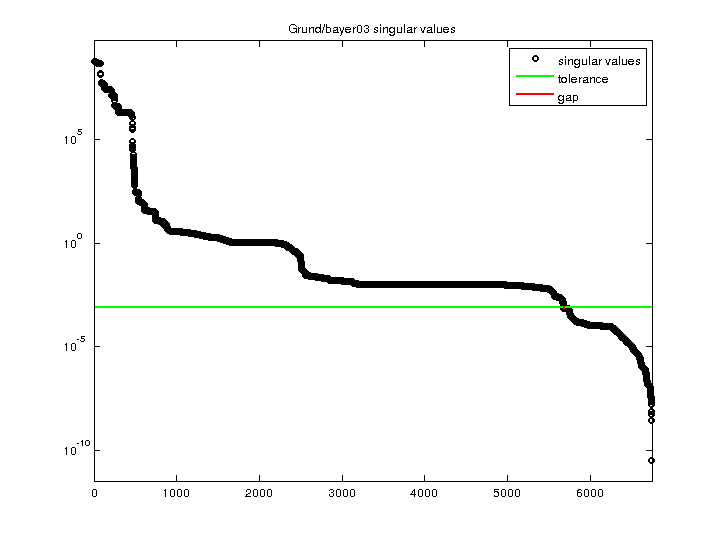 Grund/bayer03 singular values
singular values
tolerance
gap
10^5
10^0
10^-5
10^-10
0 1000 2000 3000 4000 5000 6000